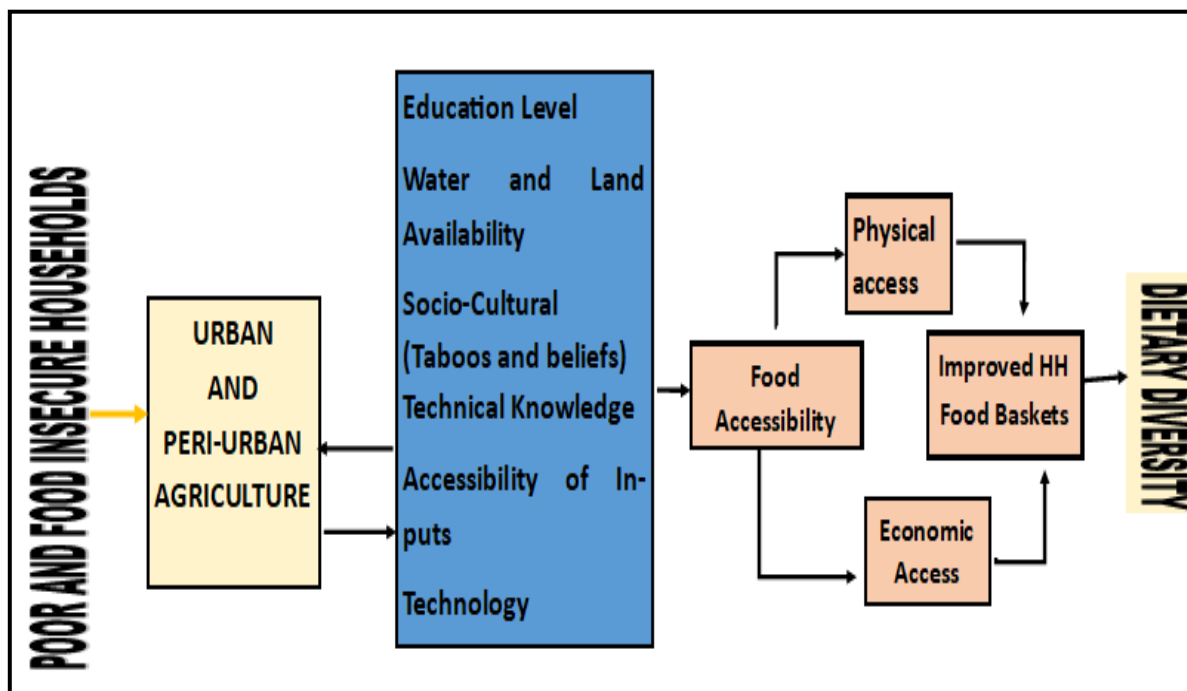 POOR AND FOOD INSECURE HOUSEHOLDS
URBAN
AND
PERI-URBAN
AGRICULTURE
Education Level
Water and Land
Availability
Socio-Cultural
(Taboos and beliefs)
Technical Knowledge
Accessibility of In-
puts
Technology
Food
Accessibility
Physical
access
Economic
Access
Improved HH
Food Baskets
DIETARY DIVERSITY